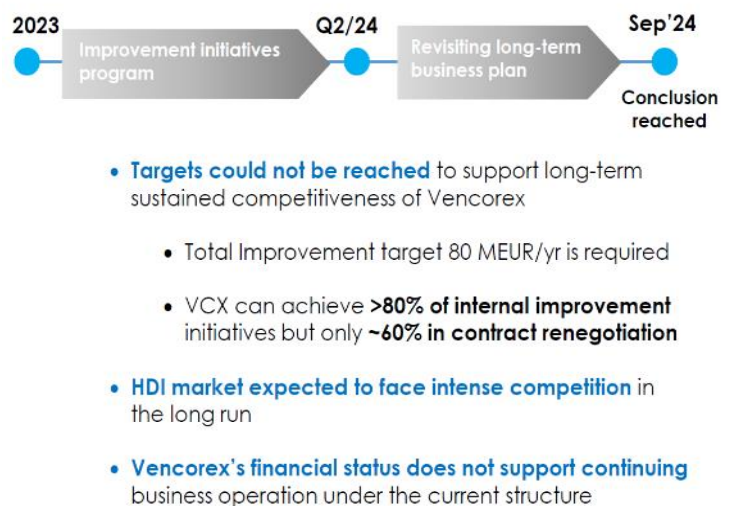 2023
Q2/24
Sep'24
Improvement initiatives
program
Revisiting long-term
business plan
Conclusion
reached
• Targets could not be reached to support long-term
sustained competitiveness of Vencorex
• Total Improvement target 80 MEUR/yr is required
• VCX can achieve >80% of internal improvement
initiatives but only ~60% in contract renegotiation
• HDI market expected to face intense competition in
the long run
• Vencorex's financial status does not support continuing
business operation under the current structure